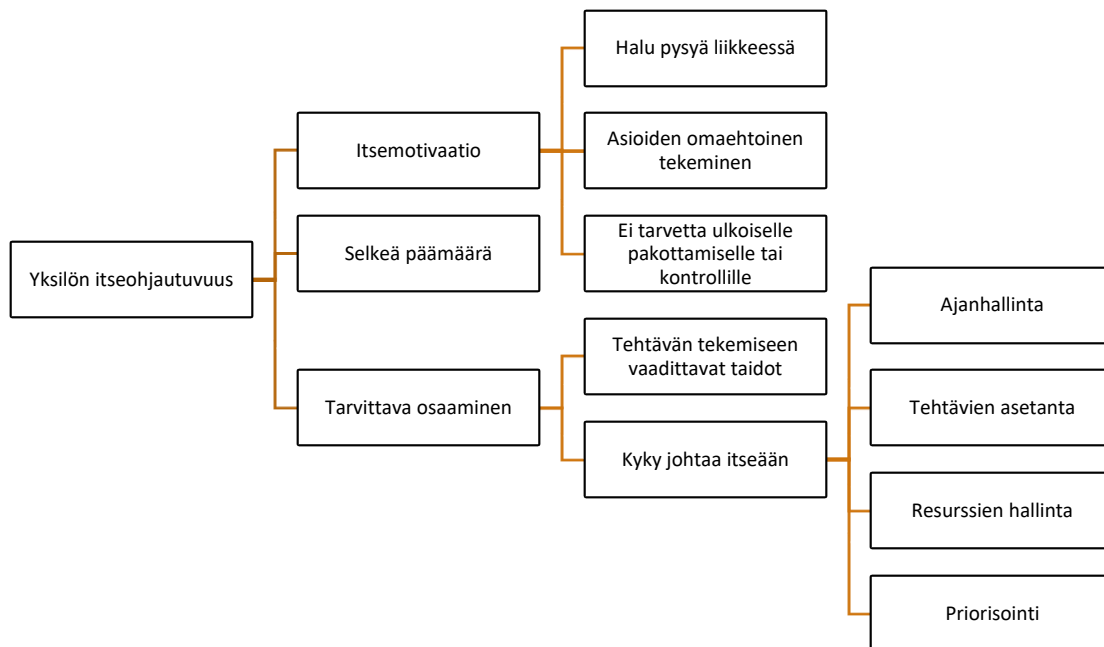 Yksilön itseohjautuvuus
Itsemotivaatio
Halu pysyä liikkeessä
Asioiden omaehtoinen
tekeminen
Ei tarvetta ulkoiselle
pakottamiselle tai
kontrollille
Selkeä päämäärä
Tarvittava osaaminen
Tehtävän tekemiseen
vaadittavat taidot
Kyky johtaa itseään
Ajanhallinta
Tehtävien asetanta
Resurssien hallinta
Priorisointi